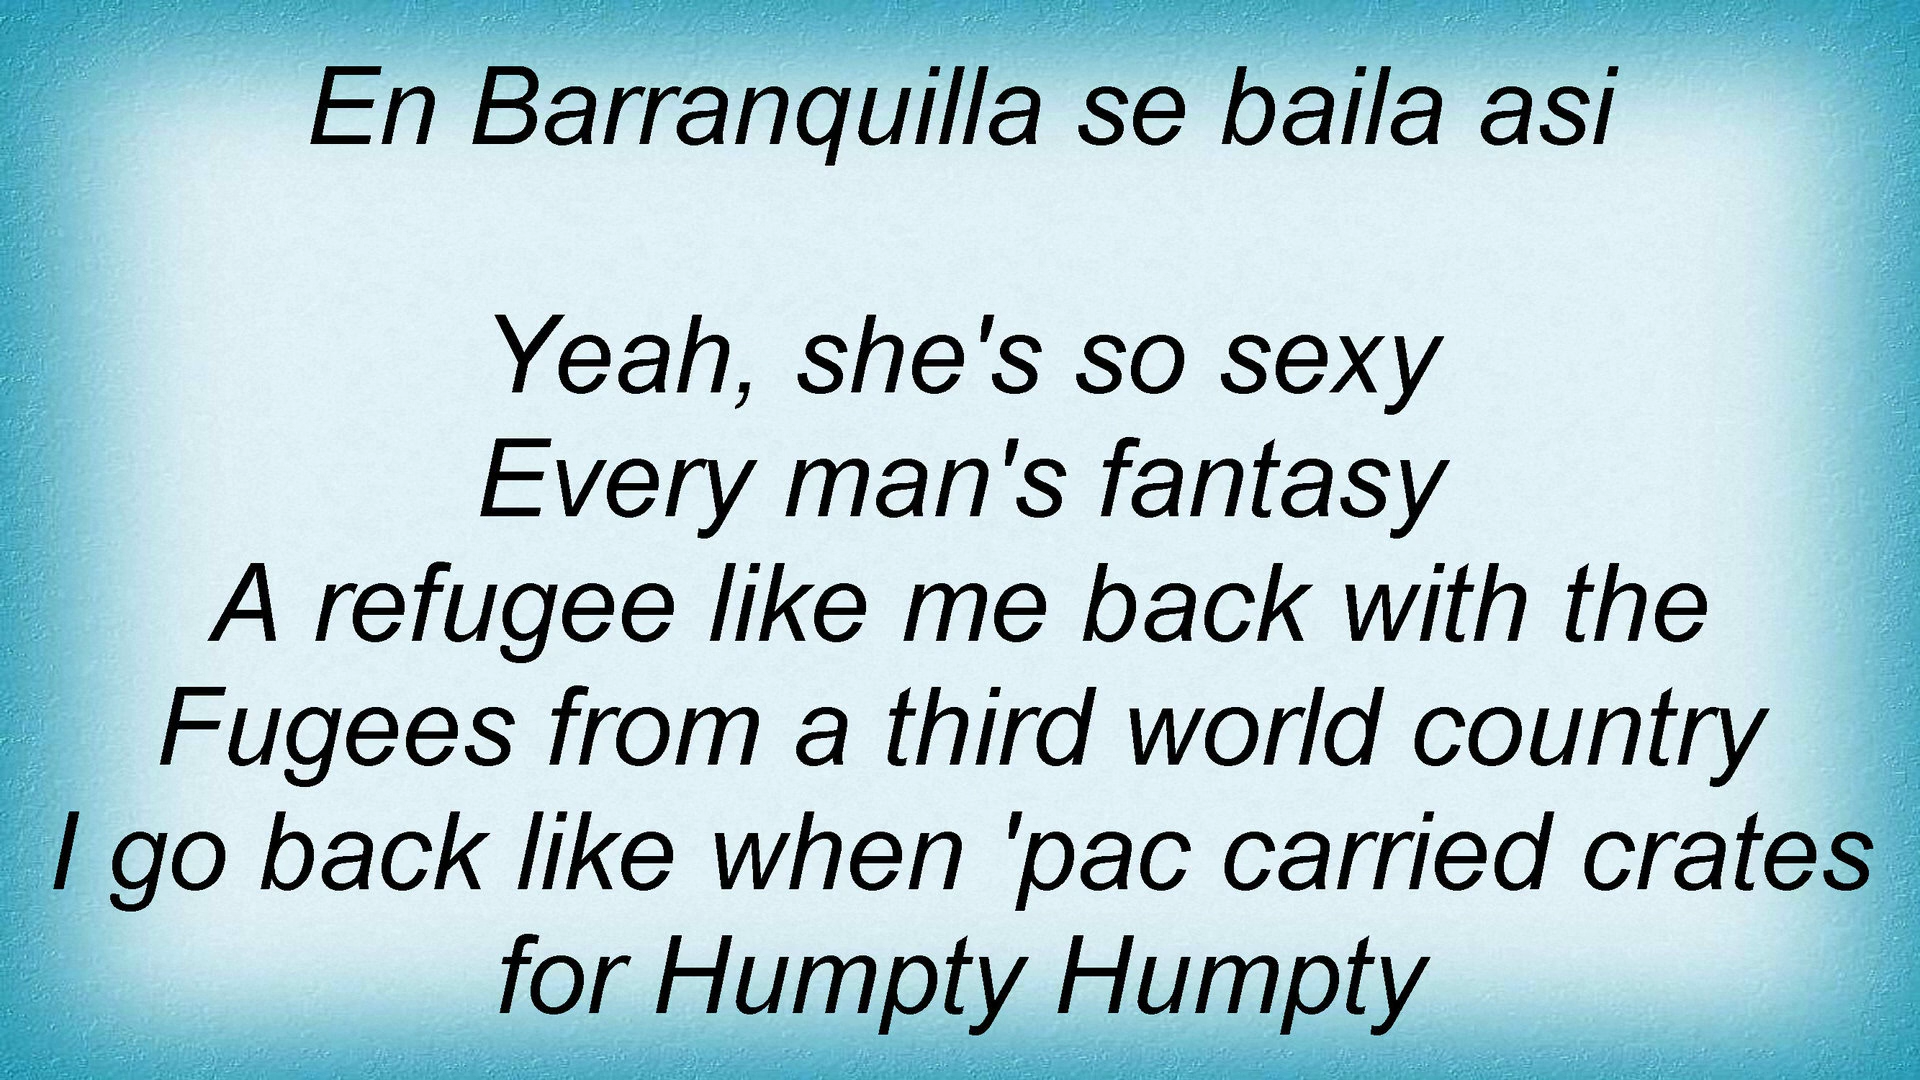 En Barranquilla se baila asi
Yeah, she's so sexy
Every man's fantasy
A refugee like me back with the
Fugees from a third world country
I go back like when 'pac carried crates
for Humpty Humpty